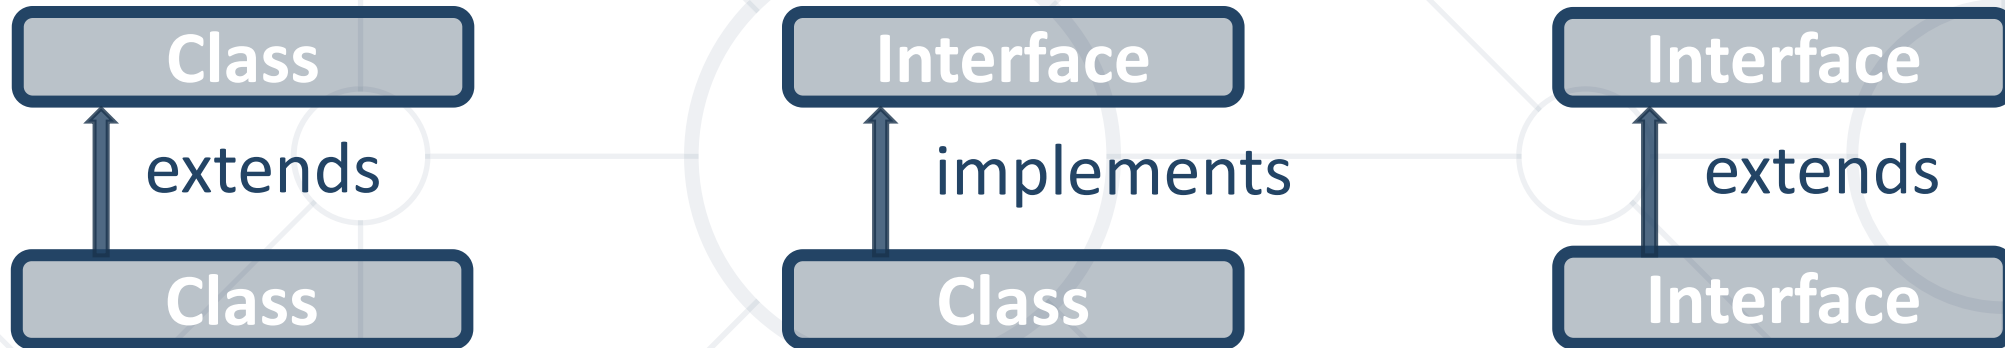 Class
Interface
Interface
extends
implements
extends
Class
Class
Interface